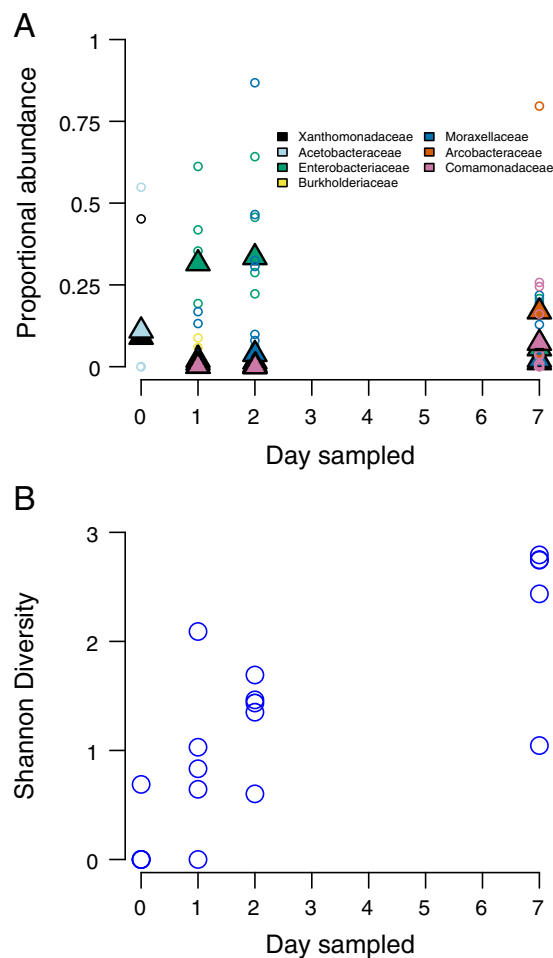 A
1
0.75
0.5
0.25
0
Proportional abundance
Xanthomonadaceae
Acetobacteraceae
Enterobacteriaceae
Burkholderiaceae
Moraxellaceae
Arcobacteraceae
Comamonadaceae
0 1 2 3 4 5 6 7
Day sampled
B
3
2
1
0
Shannon Diversity
0 1 2 3 4 5 6 7
Day sampled